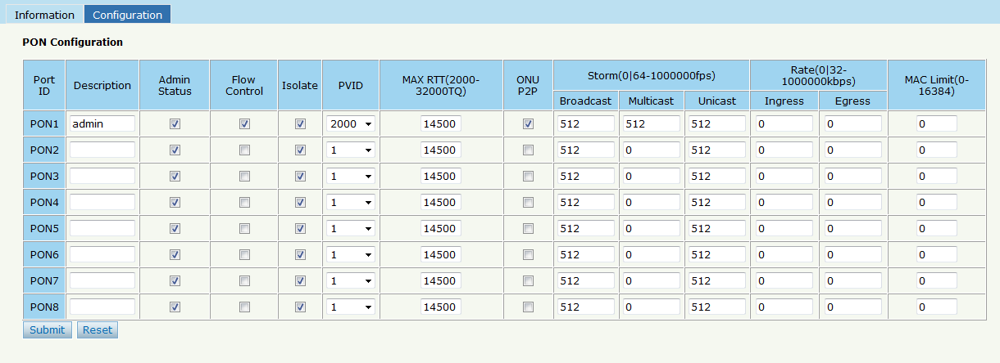 Information Configuration
PON Configuration
Port ID Description Admin Status Flow Control Isolate PVID MAX RTT(2000-32000TQ) ONU P2P Storm(0|64-1000000fps) Rate(0|32-1000000kbps) MAC Limit(0-16384)
Broadcast Multicast Unicast Ingress Egress
PON1 admin 2000 14500 512 512 512 0 0 0
PON2 1 14500 512 0 512 0 0 0
PON3 1 14500 512 0 512 0 0 0
PON4 1 14500 512 0 512 0 0 0
PON5 1 14500 512 0 512 0 0 0
PON6 1 14500 512 0 512 0 0 0
PON7 1 14500 512 0 512 0 0 0
PON8 1 14500 512 0 512 0 0 0
Submit Reset